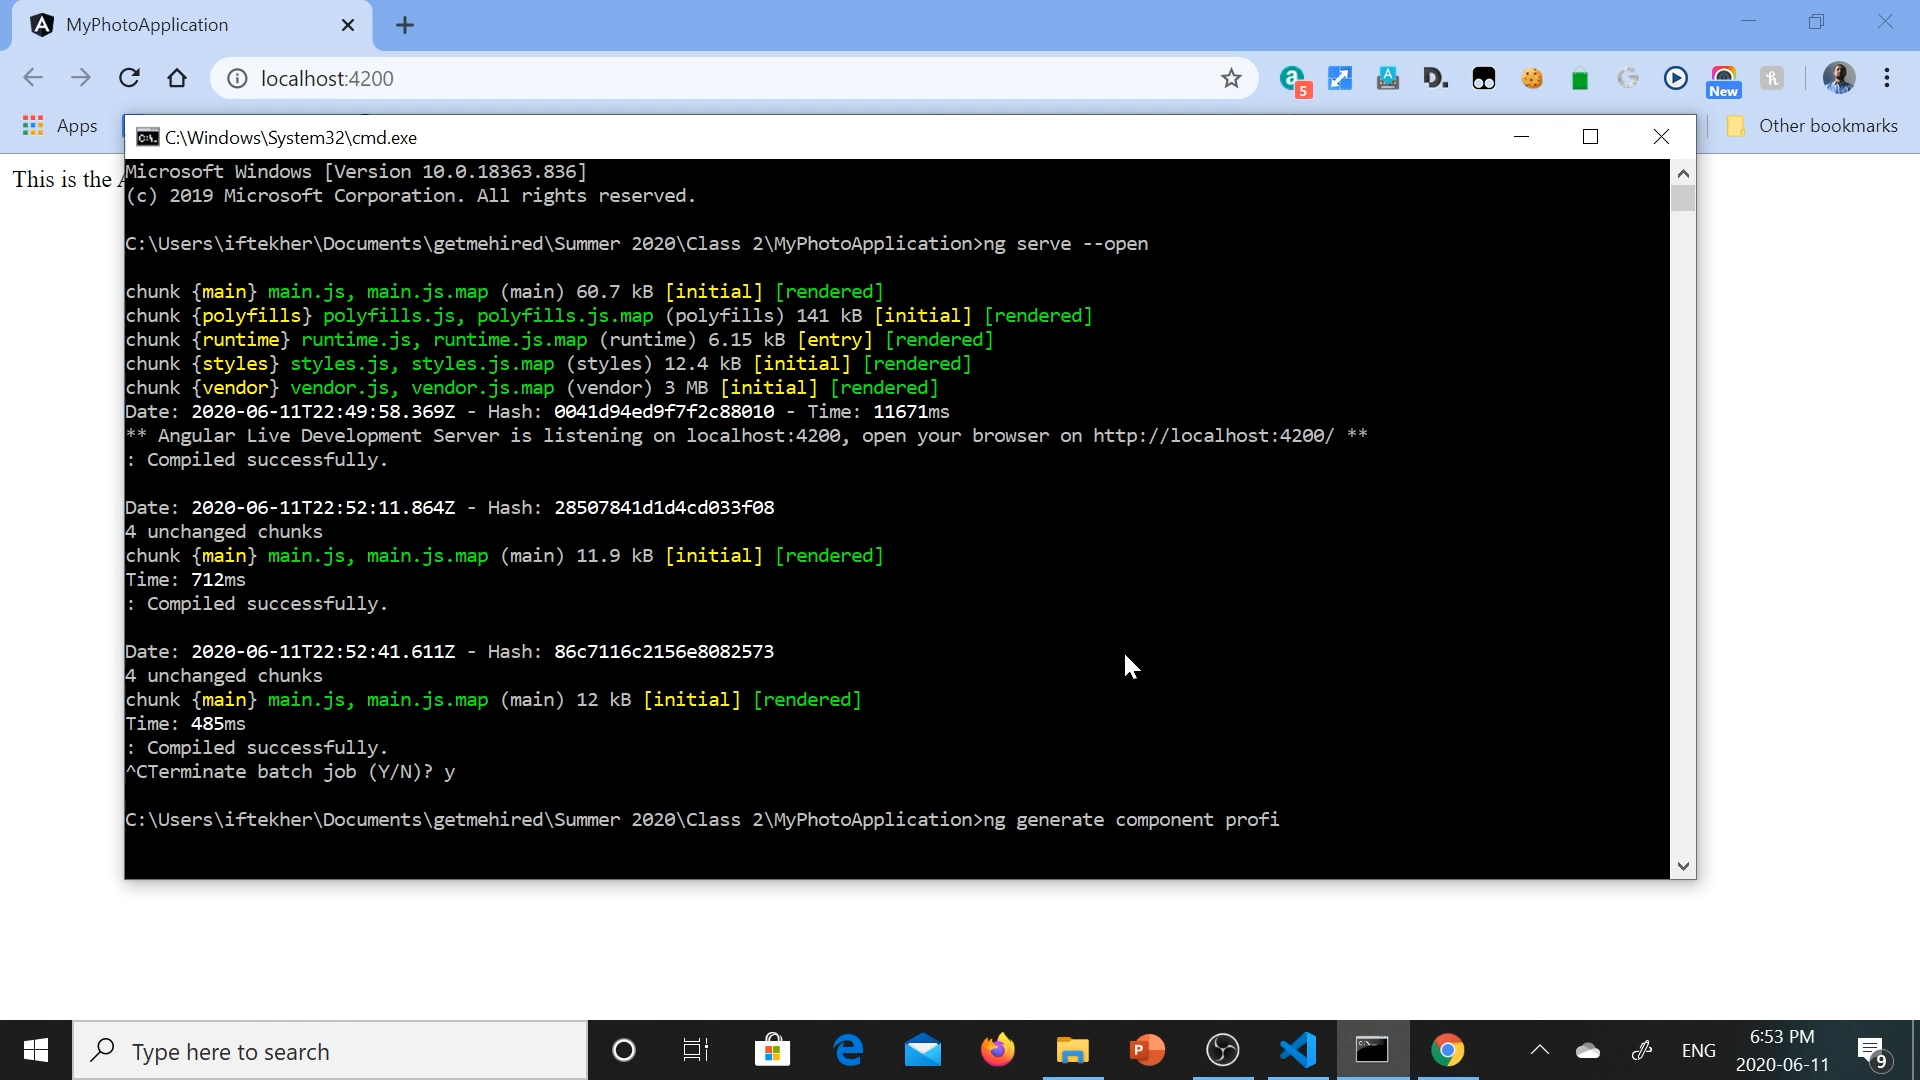 MyPhotoApplication
localhost:4200
5
New
Apps
Other bookmarks
C:\Windows\System32\cmd.exe
This is the
Microsoft Windows [Version 10.0.18363.836]
(c) 2019 Microsoft Corporation. All rights reserved.
C:\Users\iftekher\Documents\getmehired\Summer 2020\Class 2\MyPhotoApplication>ng serve --open
chunk {main} main.js, main.js.map (main) 60.7 kB [initial] [rendered]
chunk {polyfills} polyfills.js, polyfills.js.map (polyfills) 141 kB [initial] [rendered]
chunk {runtime} runtime.js, runtime.js.map (runtime) 6.15 kB [entry] [rendered]
chunk {styles} styles.js, styles.js.map (styles) 12.4 kB [initial] [rendered]
chunk {vendor} vendor.js, vendor.js.map (vendor) 3 MB [initial] [rendered]
Date: 2020-06-11T22:49:58.369Z - Hash: 0041d94ed9f7f2c88010 - Time: 11671ms
** Angular Live Development Server is listening on localhost:4200, open your browser on http://localhost:4200/ **
: Compiled successfully.
Date: 2020-06-11T22:52:11.864Z - Hash: 28507841d1d4cd033f08
4 unchanged chunks
chunk {main} main.js, main.js.map (main) 11.9 kB [initial] [rendered]
Time: 712ms
: Compiled successfully.
Date: 2020-06-11T22:52:41.611Z - Hash: 86c7116c2156e8082573
4 unchanged chunks
chunk {main} main.js, main.js.map (main) 12 kB [initial] [rendered]
Time: 485ms
: Compiled successfully.
^CTerminate batch job (Y/N)? y
C:\Users\iftekher\Documents\getmehired\Summer 2020\Class 2\MyPhotoApplication>ng generate component profi
Type here to search
ENG
6:53 PM
2020-06-11
9